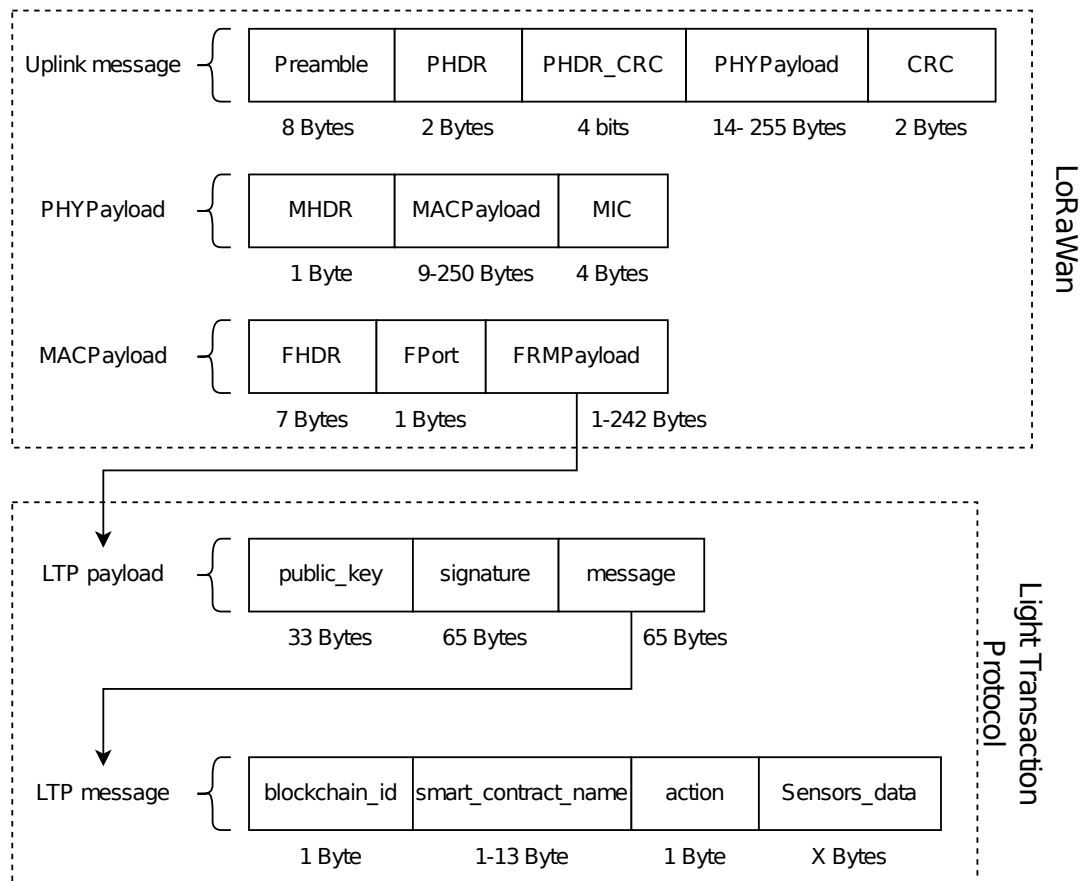 Uplink message
Preamble
PHDR
PHDR_CRC
PHYPayload
CRC
8 Bytes
2 Bytes
4 bits
14- 255 Bytes
2 Bytes
PHYPayload
MHDR
MACPayload
MIC
1 Byte
9-250 Bytes
4 Bytes
MACPayload
FHDR
FPort
FRMPayload
7 Bytes
1 Bytes
1-242 Bytes
LoRaWan
LTP payload
public_key
signature
message
33 Bytes
65 Bytes
65 Bytes
LTP message
blockchain_id
smart_contract_name
action
Sensors_data
1 Byte
1-13 Byte
1 Byte
X Bytes
Light Transaction
Protocol